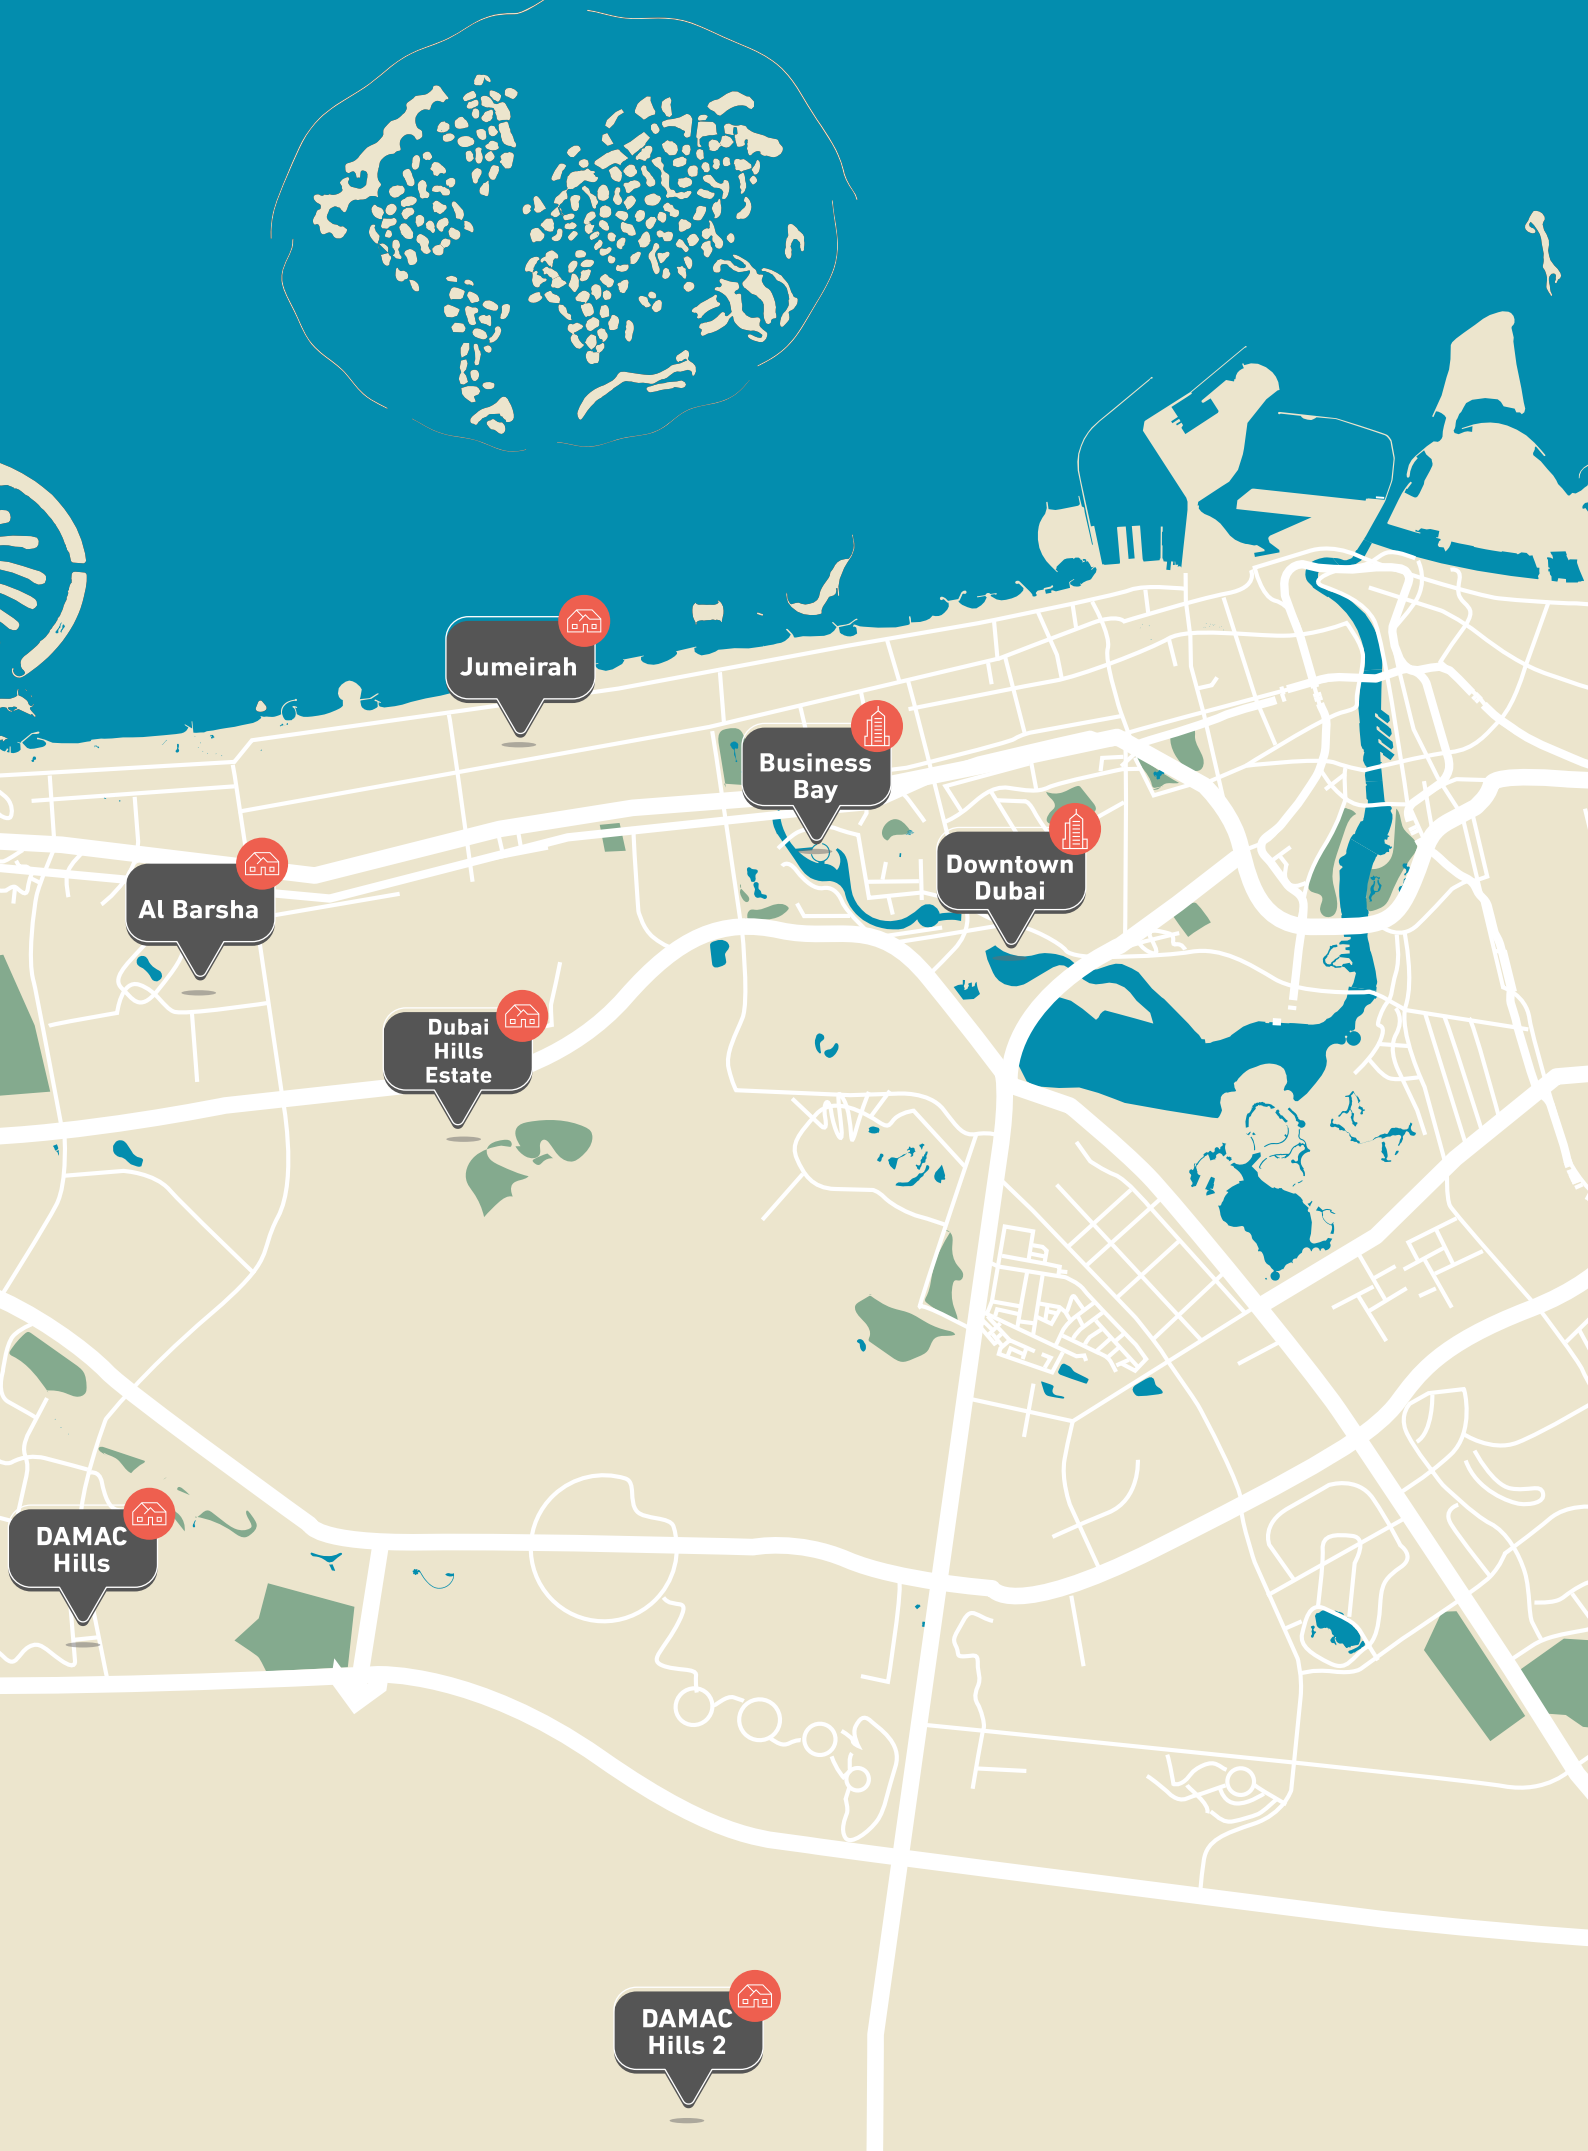 Jumeirah
Business
Bay
Downtown
Dubai
Al Barsha
Dubai
Hills
Estate
DAMAC
Hills
DAMAC
Hills 2